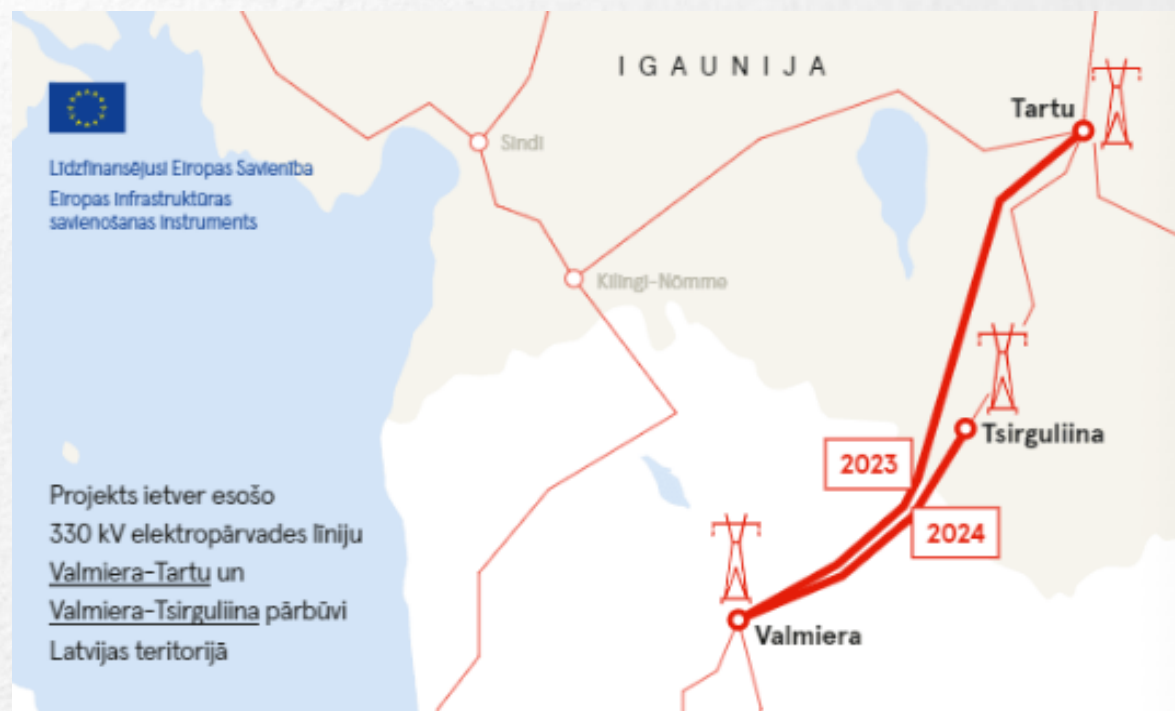 IGAUNIJA
Tartu
Sindi
Līdzfinansējusi Eiropas Savienība
Eiropas infrastruktūras
savienošanas instruments
Kilingi-Nõmme
Tsirguliina
2023
2024
Projekts ietver esošo
330 kV elektropārvades līniju
Valmiera-Tartu un
Valmiera-Tsirguliina pārbūvi
Latvijas teritorijā
Valmiera